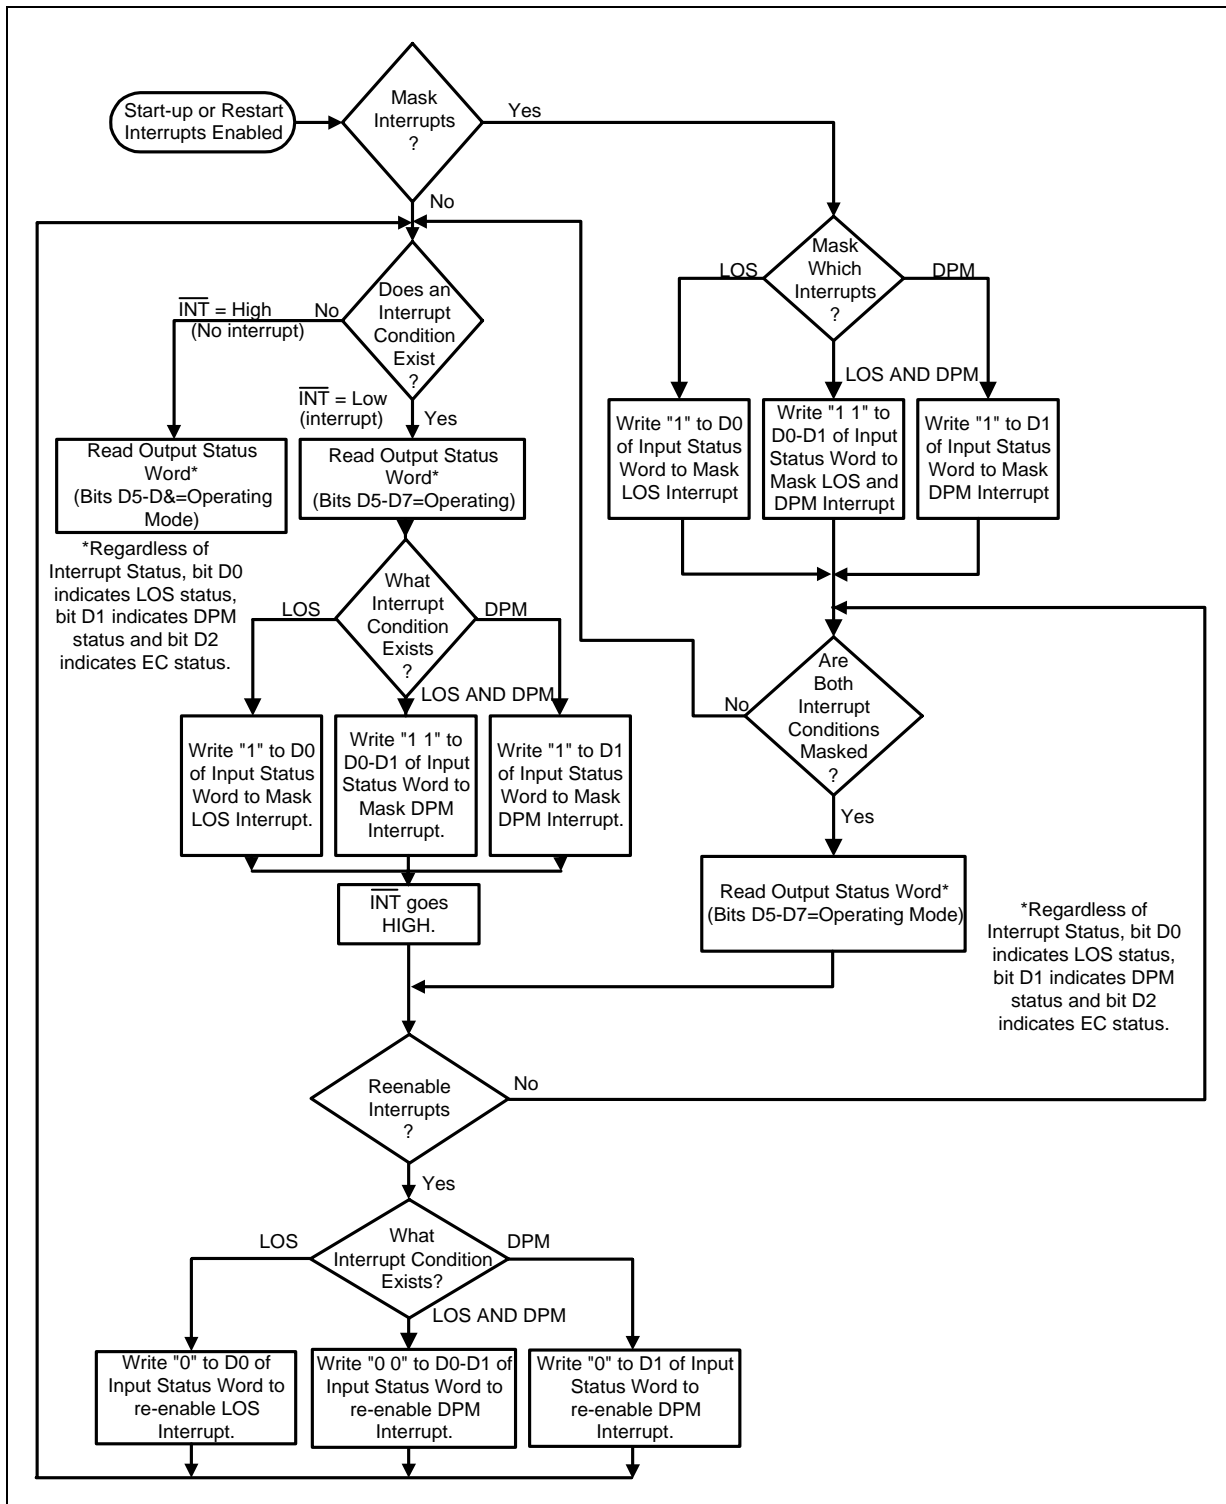 Start-up or Restart
Interrupts Enabled
Mask
Interrupts
?
Yes
No
Mask
Which
Interrupts
?
LOS
DPM
LOS AND DPM
Does an
Interrupt
Condition
Exist
?
No
INT = High
(No interrupt)
INT = Low
(interrupt)
Yes
Write "1" to D0
of Input Status
Word to Mask
LOS Interrupt
Write "1 1" to
D0-D1 of Input
Status Word to
Mask LOS and
DPM Interrupt
Write "1" to D1
of Input Status
Word to Mask
DPM Interrupt
Read Output Status
Word*
(Bits D5-D&=Operating
Mode)
Read Output Status
Word*
(Bits D5-D7=Operating)
*Regardless of
Interrupt Status, bit D0
indicates LOS status,
bit D1 indicates DPM
status and bit D2
indicates EC status.
What
Interrupt
Condition
Exists
?
LOS
DPM
LOS AND DPM
Are
Both
Interrupt
Conditions
Masked
?
No
Yes
Write "1" to D0
of Input Status
Word to Mask
LOS Interrupt.
Write "1 1" to
D0-D1 of Input
Status Word to
Mask DPM
Interrupt.
Write "1" to D1
of Input Status
Word to Mask
DPM Interrupt.
INT goes
HIGH.
Read Output Status Word*
(Bits D5-D7=Operating Mode)
*Regardless of
Interrupt Status, bit D0
indicates LOS status,
bit D1 indicates DPM
status and bit D2
indicates EC status.
Reenable
Interrupts
?
No
Yes
What
Interrupt Condition
Exists?
LOS
DPM
LOS AND DPM
Write "0" to D0 of
Input Status Word to
re-enable LOS
Interrupt.
Write "0 0" to D0-D1 of
Input Status Word to
re-enable DPM
Interrupt.
Write "0" to D1 of Input
Status Word to
re-enable DPM
Interrupt.